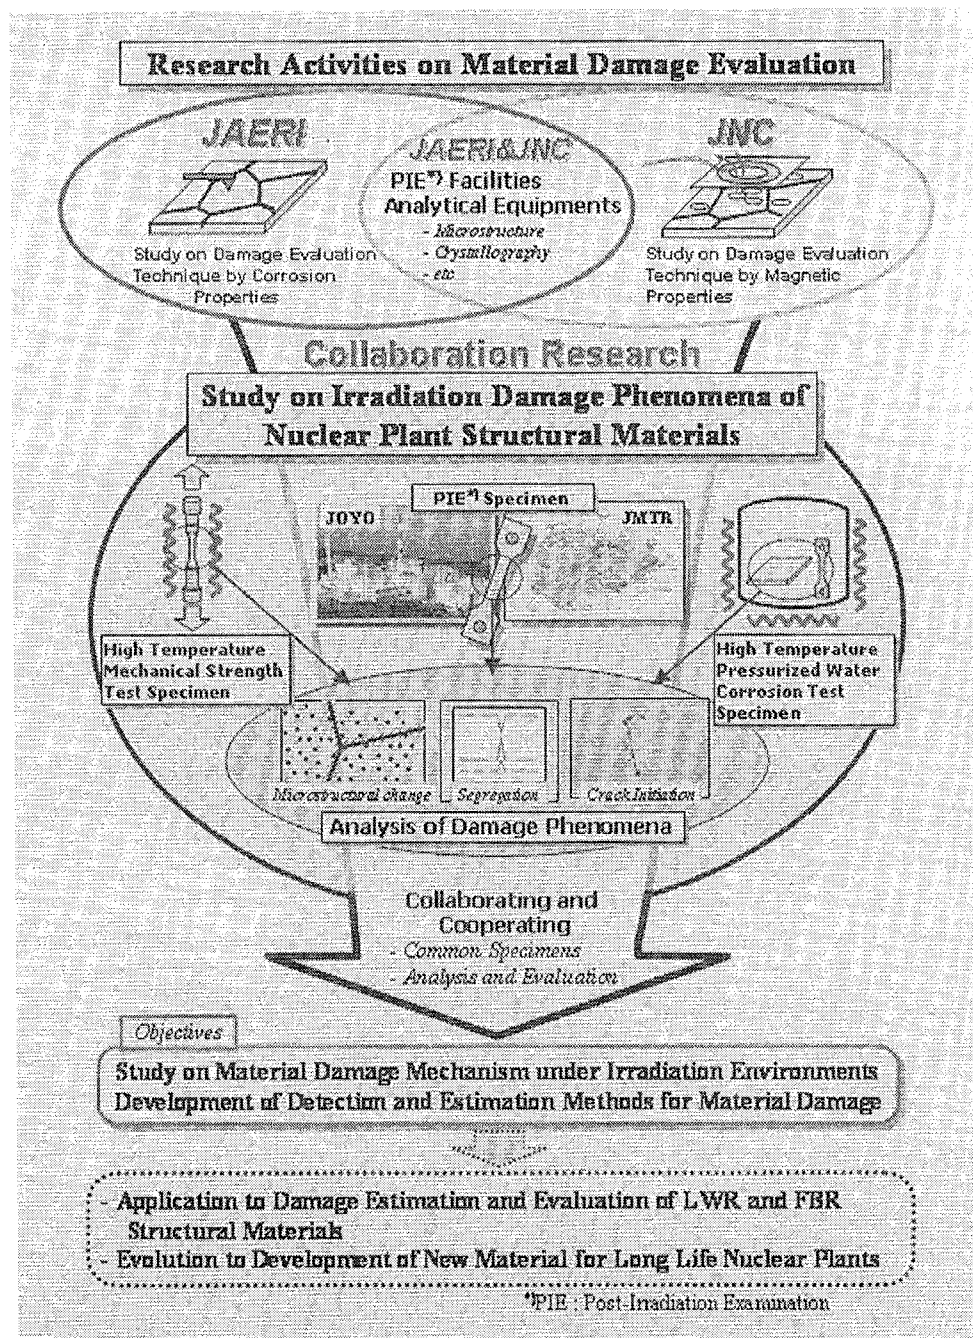 Research Activities on Material Damage Evaluation
JAERI
JNC
JAERI&JNC
PIE*) Facilities
Analytical Equipments
- Microstructure
- Crystallography
- etc
Study on Damage Evaluation
Technique by Corrosion
Properties
Study on Damage Evaluation
Technique by Magnetic
Properties
Collaboration Research
Study on Irradiation Damage Phenomena of
Nuclear Plant Structural Materials
PIE*) Specimen
JOYO
JMTR
High Temperature
Mechanical Strength
Test Specimen
High Temperature
Pressurized Water
Corrosion Test
Specimen
Microstructural change
Segregation
Crack Initiation
Analysis of Damage Phenomena
Collaborating and
Cooperating
- Common Specimens
- Analysis and Evaluation
Objectives
Study on Material Damage Mechanism under Irradiation Environments
Development of Detection and Estimation Methods for Material Damage
- Application to Damage Estimation and Evaluation of LWR and FBR
Structural Materials
- Evolution to Development of New Material for Long Life Nuclear Plants
*)PIE : Post-Irradiation Examination